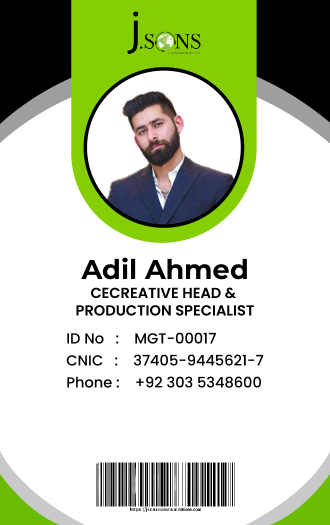 j.SONS
Adil Ahmed
CECREATIVE HEAD &
PRODUCTION SPECIALIST
ID No : MGT-00017
CNIC : 37405-9445621-7
Phone : +92 303 5348600